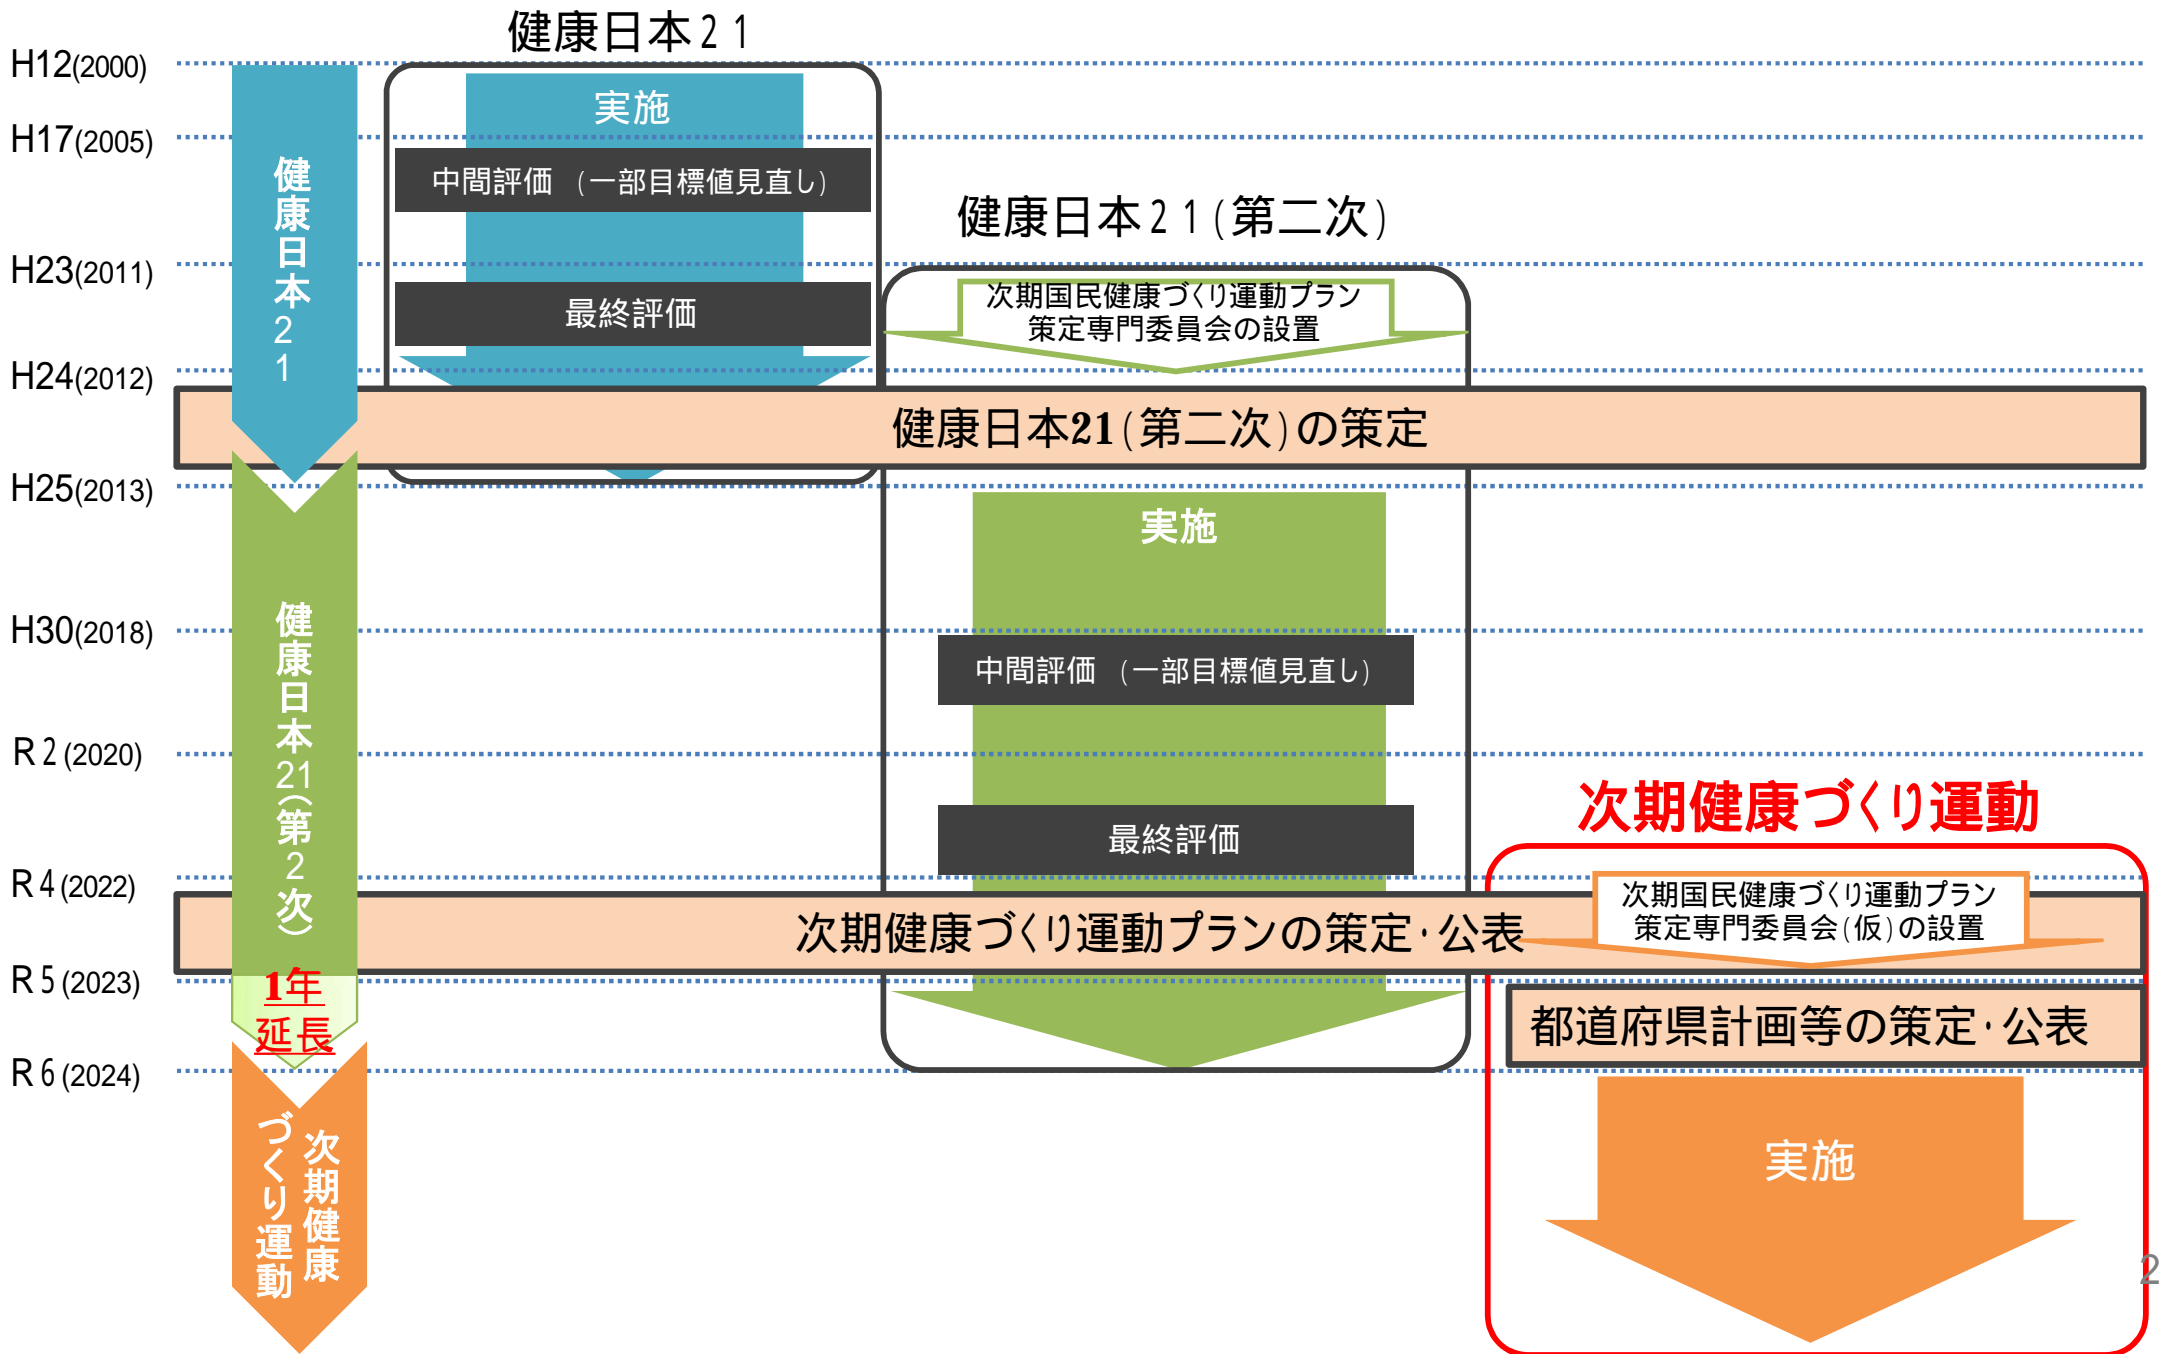 健康日本２１
H12(2000)
実施
H17(2005)
中間評価 (一部目標値見直し)
健康日本２１(第二次)
H23(2011)
次期国民健康づくり運動プラン
策定専門委員会の設置
最終評価
健康日本２１
H24(2012)
健康日本21(第二次)の策定
H25(2013)
実施
H30(2018)
中間評価 (一部目標値見直し)
健康日本21(第２次)
R２(2020)
次期健康づくり運動
最終評価
R４(2022)
次期国民健康づくり運動プラン
策定専門委員会(仮)の設置
次期健康づくり運動プランの策定・公表
R５(2023)
1年
延長
都道府県計画等の策定・公表
R６(2024)
次期健康
づくり運動
実施
2